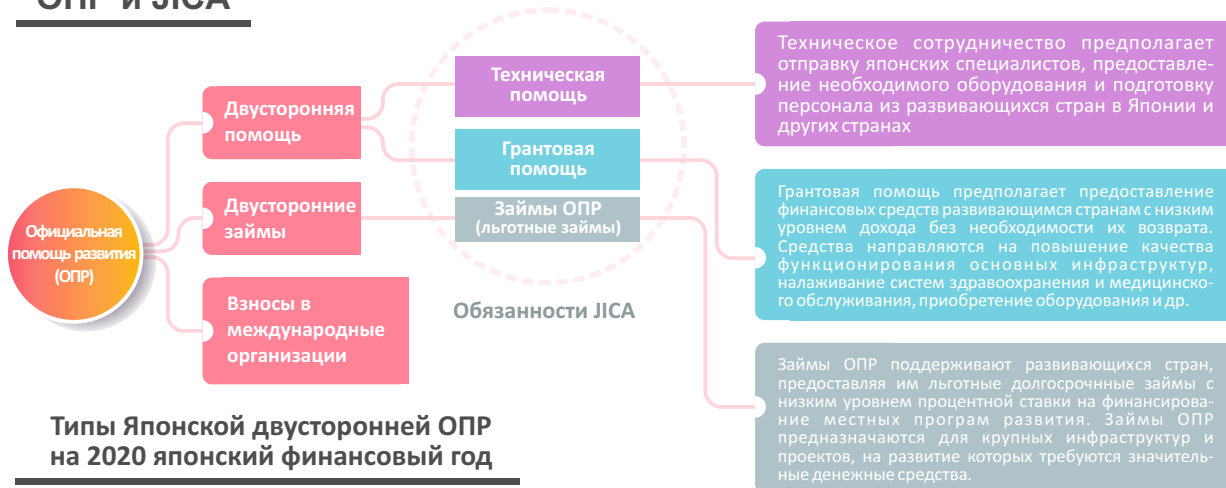 ОПР и JICA
Техническая
помощь
Техническое сотрудничество предполагает
отправку японских специалистов, предоставле-
ние необходимого оборудования и подготовку
персонала из развивающихся стран в Японии и
других странах
Двусторонняя
помощь
Грантовая
помощь
Грантовая помощь предполагает предоставление
финансовых средств развивающимся странам с низким
уровнем дохода без необходимости их возврата.
Средства направляются на повышение качества
функционирования основных инфраструктур,
налаживание систем здравоохранения и медицинско-
го обслуживания, приобретение оборудования и др.
Двусторонние
займы
Займы ОПР
(льготные займы)
Официальная
помощь развития
(ОПР)
Взносы в
международные
организации
Обязанности JICA
Займы ОПР поддерживают развивающихся стран,
предоставляя им льготные долгосрочнные займы с
низким уровнем процентной ставки на финансирова-
ние местных програм развития. Займы ОПР
предназначаются для крупных инфраструктур и
проектов, на развитие которых требуются значитель-
ные денежные средства.
Типы Японской двусторонней ОПР
на 2020 японский финансовый год